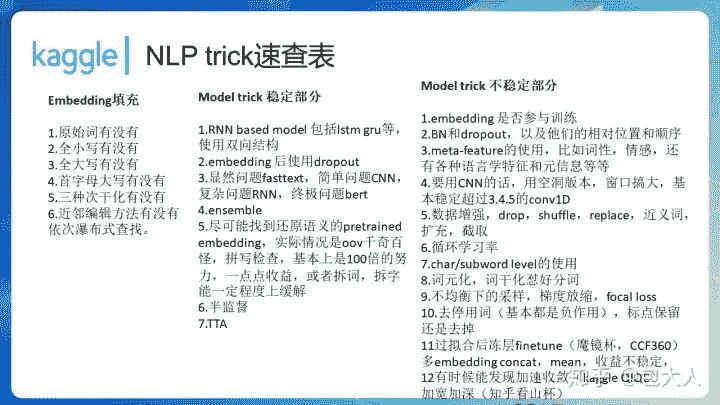 kaggle | NLP trick速查表
Embedding填充
1.原始词有没有
2.全小写有没有
3.全大写有没有
4.首字母大写有没有
5.三种次干化有没有
6.近邻编辑方法有没有
依次瀑布式查找。
Model trick 稳定部分
1.RNN based model 包括lstm gru等，
使用双向结构
2.embedding 后使用dropout
3.显然问题fasttext，简单问题CNN，
复杂问题RNN，终极问题bert
4.ensemble
5.尽可能找到还原语义的pretrained
embedding，实际情况是oov千奇百
怪，拼写检查，基本上是100倍的努
力，一点点收益，或者拆词，拆字
能一定程度上缓解
6.半监督
7.TTA
Model trick 不稳定部分
1.embedding 是否参与训练
2.BN和dropout，以及他们的相对位置和顺序
3.meta-feature的使用，比如词性，情感，还
有各种语言学特征和元信息等等
4.要用CNN的话，用空洞版本，窗口搞大，基
本稳定超过3.4.5的conv1D
5.数据增强，drop，shuffle，replace，近义词，
扩充，截取
6.循环学习率
7.char/subword level的使用
8.词元化，词干化怼好分词
9.不均衡下的采样，梯度放缩，focal loss
10.去停用词（基本都是负作用），标点保留
还是去掉
11过拟合后冻层finetune（魔镜杯，CCF360）
多embedding concat，mean，收益不稳定，
12有时候能发现加速收敛，kaggle QIQC
加宽加深（知乎看山杯）
知乎 @包大人